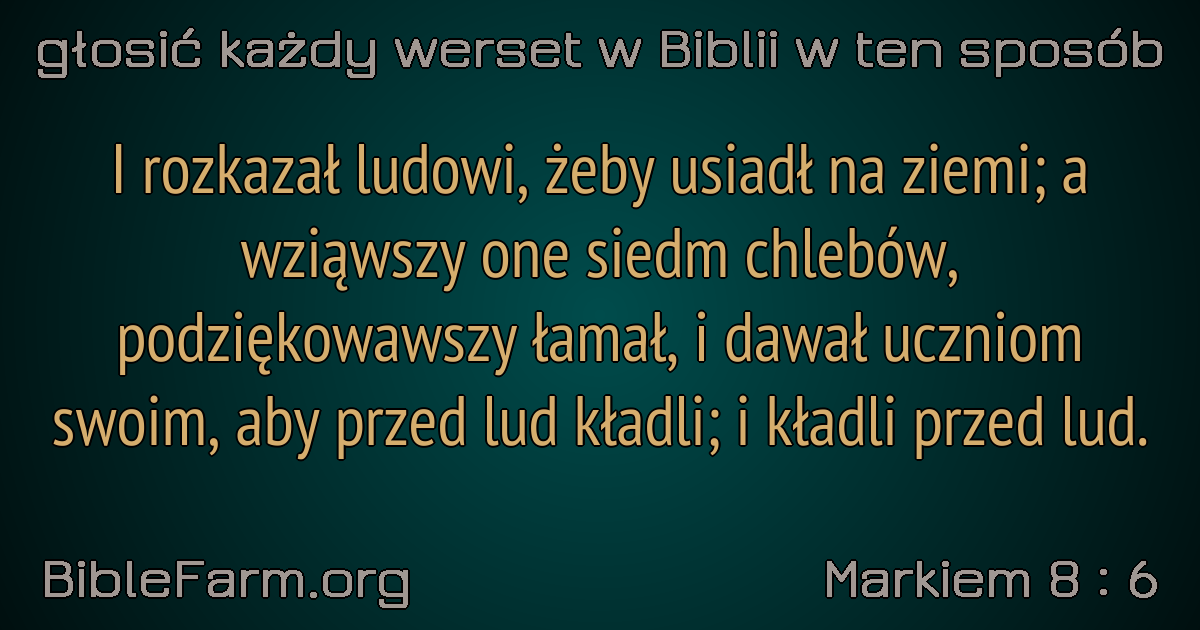 głosić każdy werset w Biblii w ten sposób
I rozkazał ludowi, żeby usiadł na ziemi; a
wziąwszy one siedm chlebów,
podziękowawszy łamał, i dawał uczniom
swoim, aby przed lud kładli; i kładli przed lud.
BibleFarm.org
Markiem 8 : 6